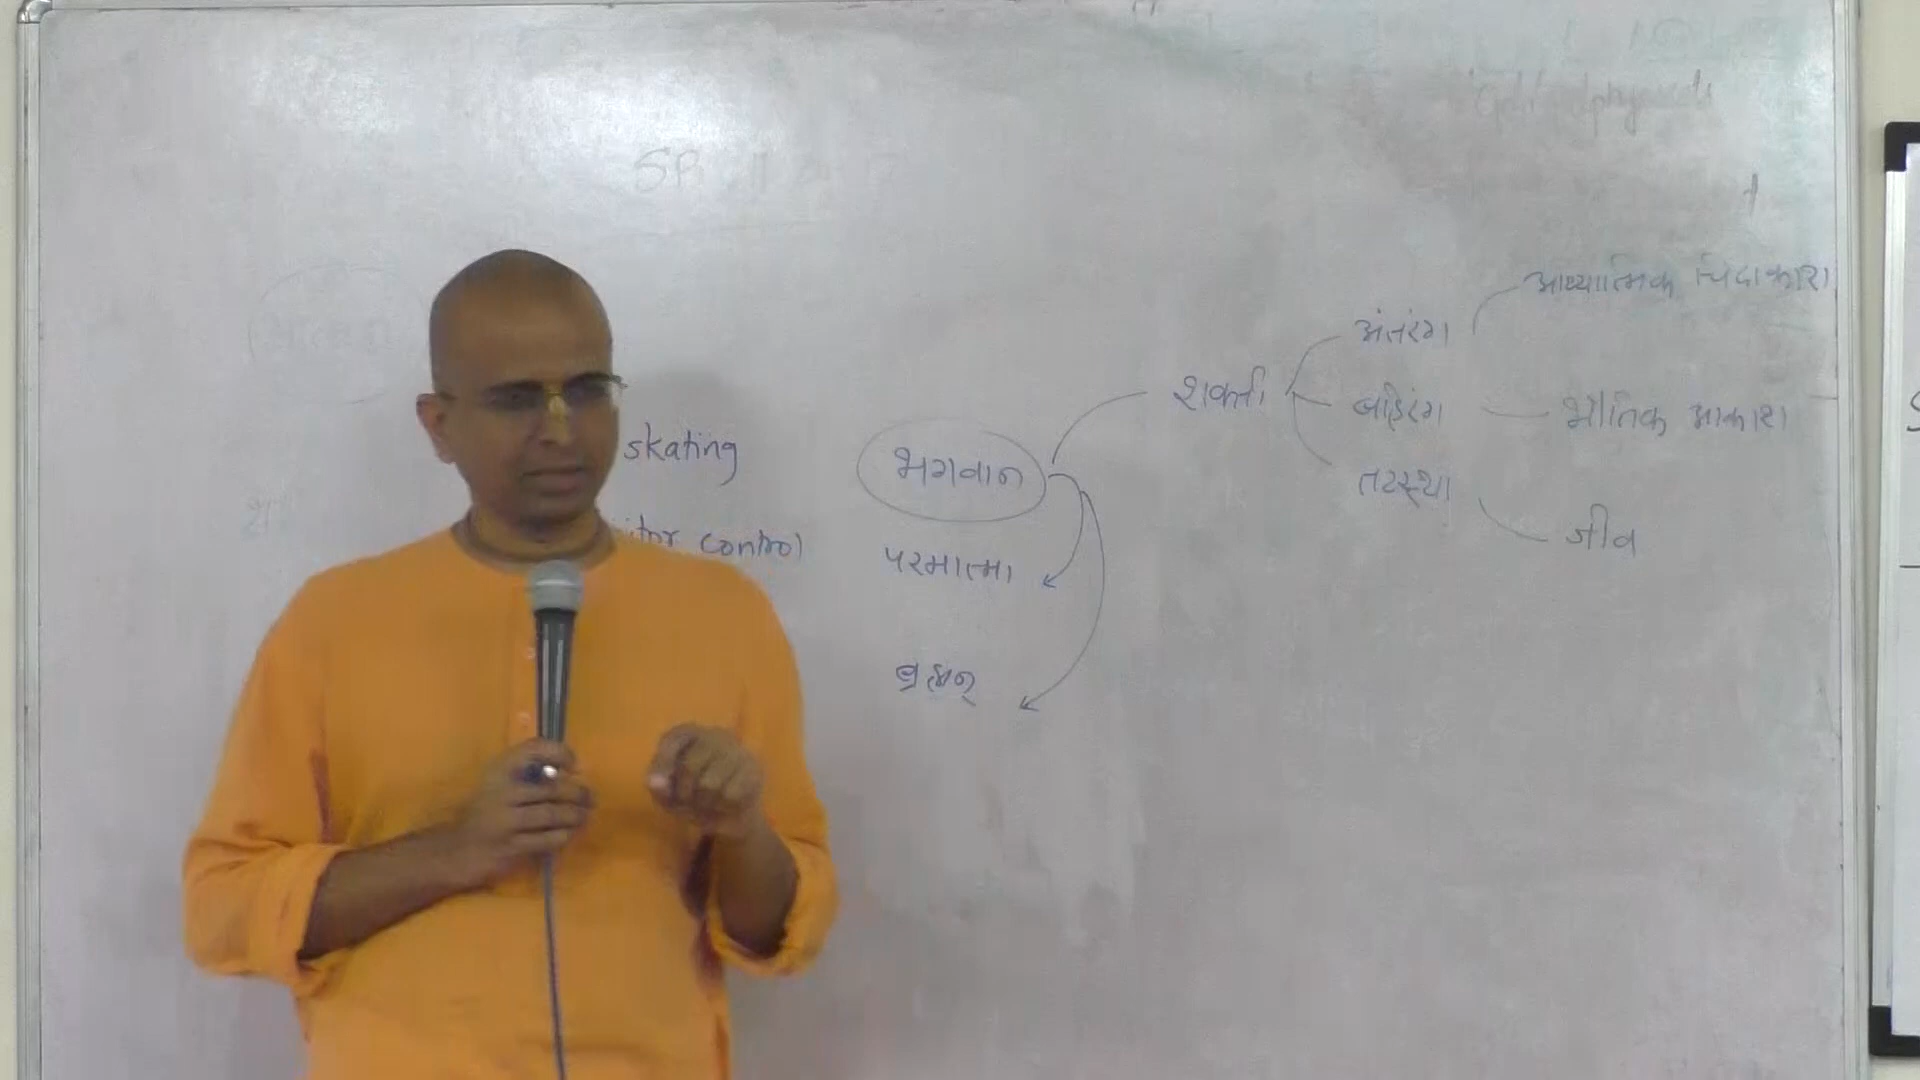 आध्यात्मिक चिदाकाश
अंतरंग
शक्ती
बहिरंग
भौतिक आकाश
skating
भगवान
तटस्था
control
जीव
परमात्मा
ब्रह्मन्